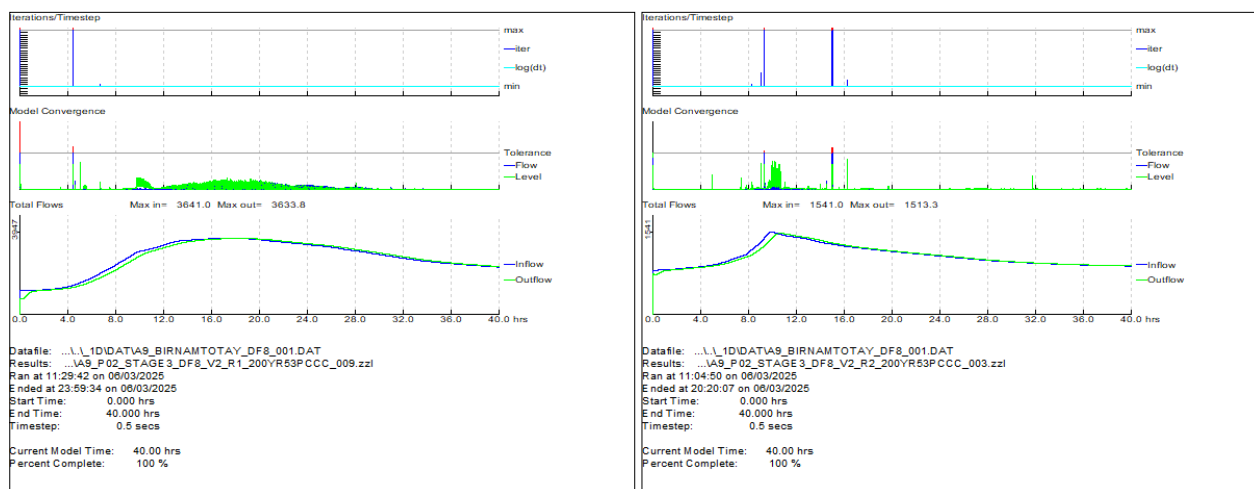 Iterations/Timestep
max
iter
log(dt)
min
Model Convergence
Tolerance
Flow
Level
Total Flows Max in= 3641.0 Max out= 3633.8
3947
Inflow
Outflow
0.0 4.0 8.0 12.0 16.0 20.0 24.0 28.0 32.0 36.0 40.0 hrs
Datafile: ...\..\_1D\DAT\A9_BIRNAMTOTAY_DF8_001.DAT
Results: ...\A9_P02_STAGE3_DF8_V2_R1_200YR53PCCC_009.zzl
Ran at 11:29:42 on 06/03/2025
Ended at 23:59:34 on 06/03/2025
Start Time: 0.000 hrs
End Time: 40.000 hrs
Timestep: 0.5 secs
Current Model Time: 40.00 hrs
Percent Complete: 100 %
Iterations/Timestep
max
iter
log(dt)
min
Model Convergence
Tolerance
Flow
Level
Total Flows Max in= 1541.0 Max out= 1513.3
1541
Inflow
Outflow
0.0 4.0 8.0 12.0 16.0 20.0 24.0 28.0 32.0 36.0 40.0 hrs
Datafile: ...\..\_1D\DAT\A9_BIRNAMTOTAY_DF8_001.DAT
Results: ...\A9_P02_STAGE3_DF8_V2_R2_200YR53PCCC_003.zzl
Ran at 11:04:50 on 06/03/2025
Ended at 20:20:07 on 06/03/2025
Start Time: 0.000 hrs
End Time: 40.000 hrs
Timestep: 0.5 secs
Current Model Time: 40.00 hrs
Percent Complete: 100 %